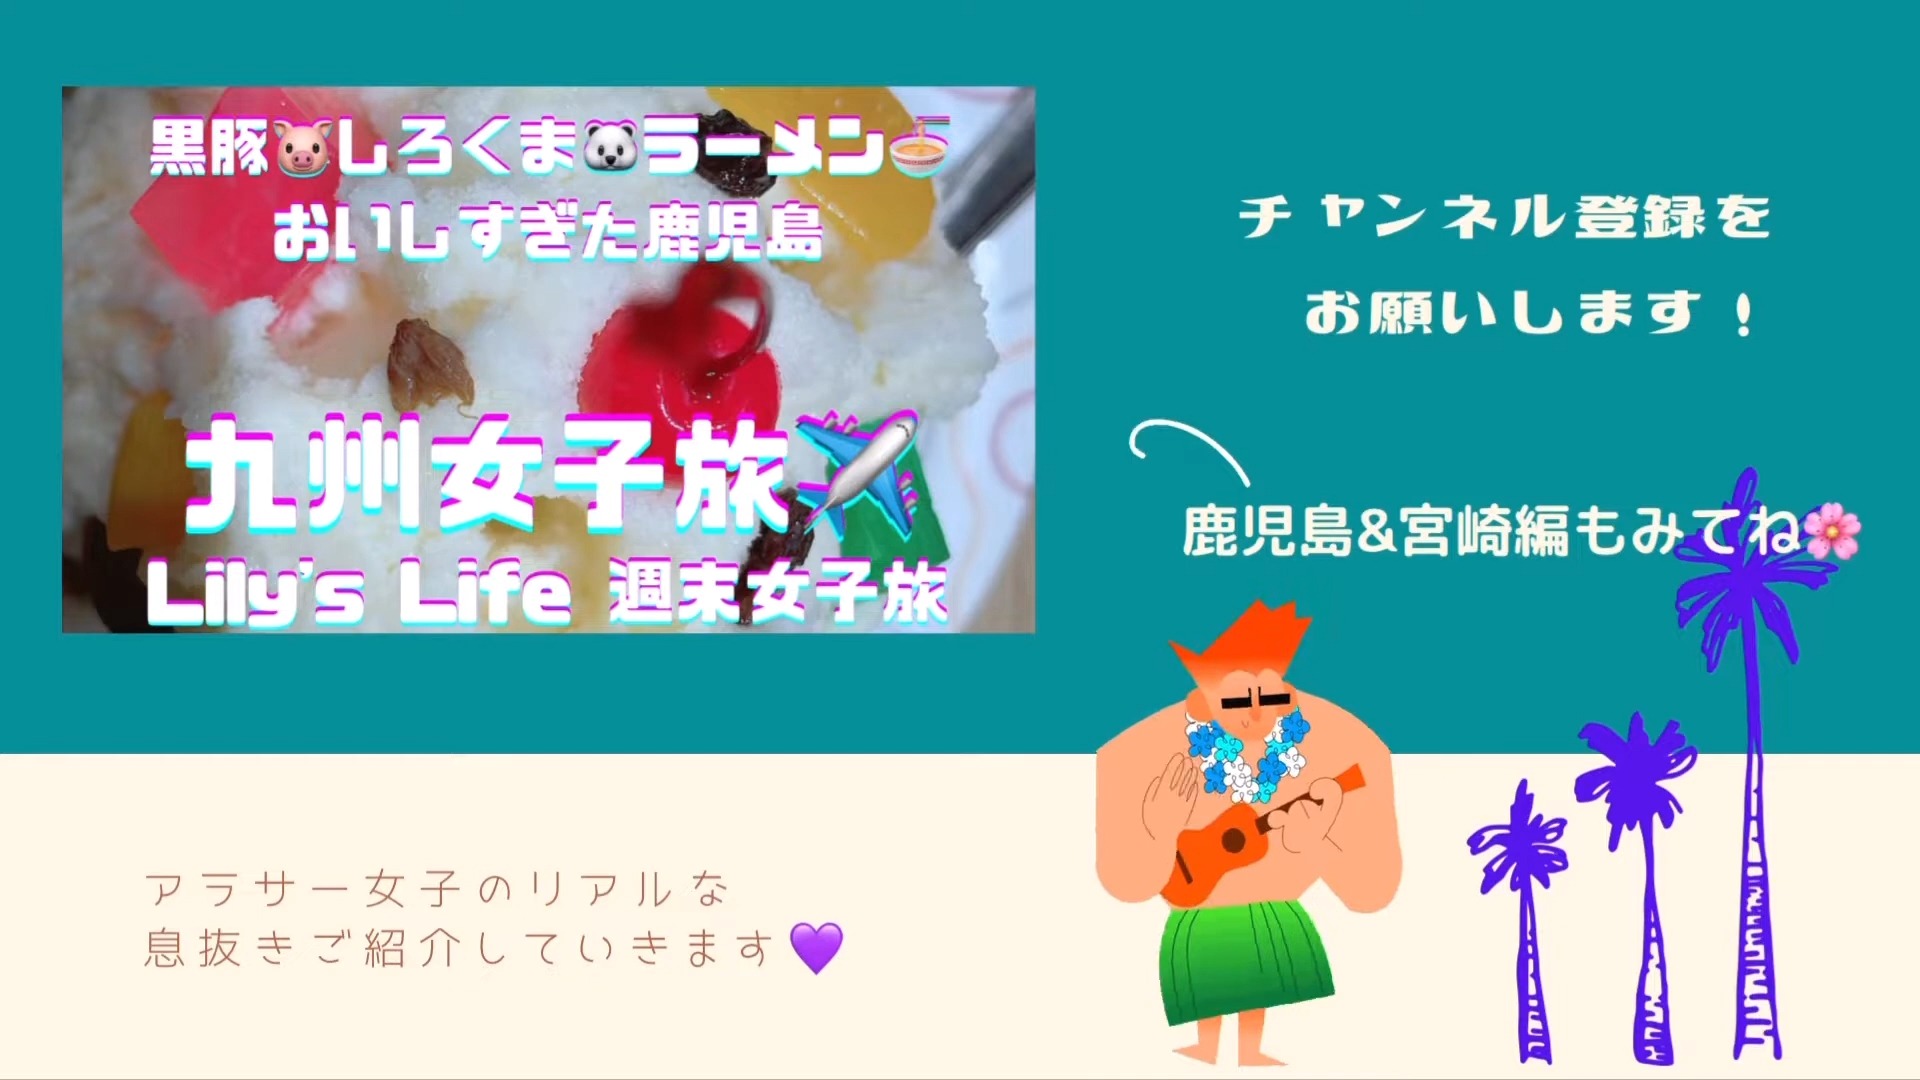 黒豚🐷しろくま🐻‍❄️ラーメン🍜
おいしすぎた鹿児島
九州女子旅✈️
Lily's Life 週末女子旅
チャンネル登録を
お願いします！
鹿児島&宮崎編もみてね🌸
アラサー女子のリアルな
息抜きご紹介していきます💜